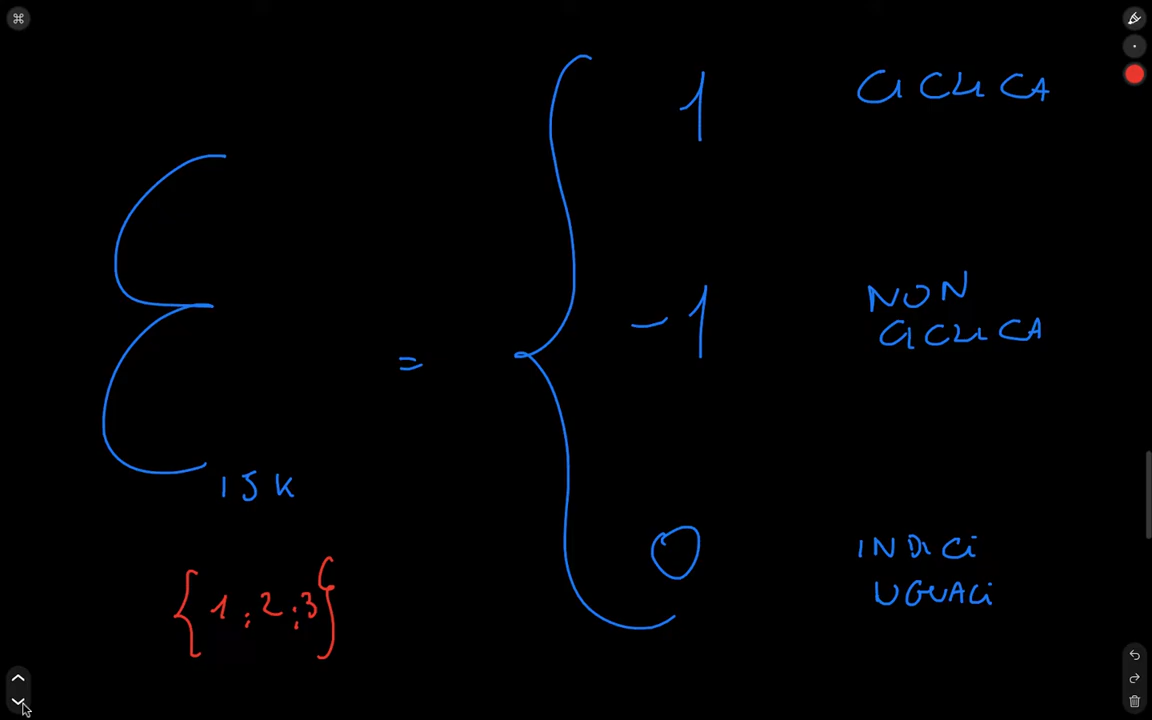 ε = { 1 CICLICA
IJK
-1 NON
CICLICA
0 INDICI
UGUALI
{1;2;3}